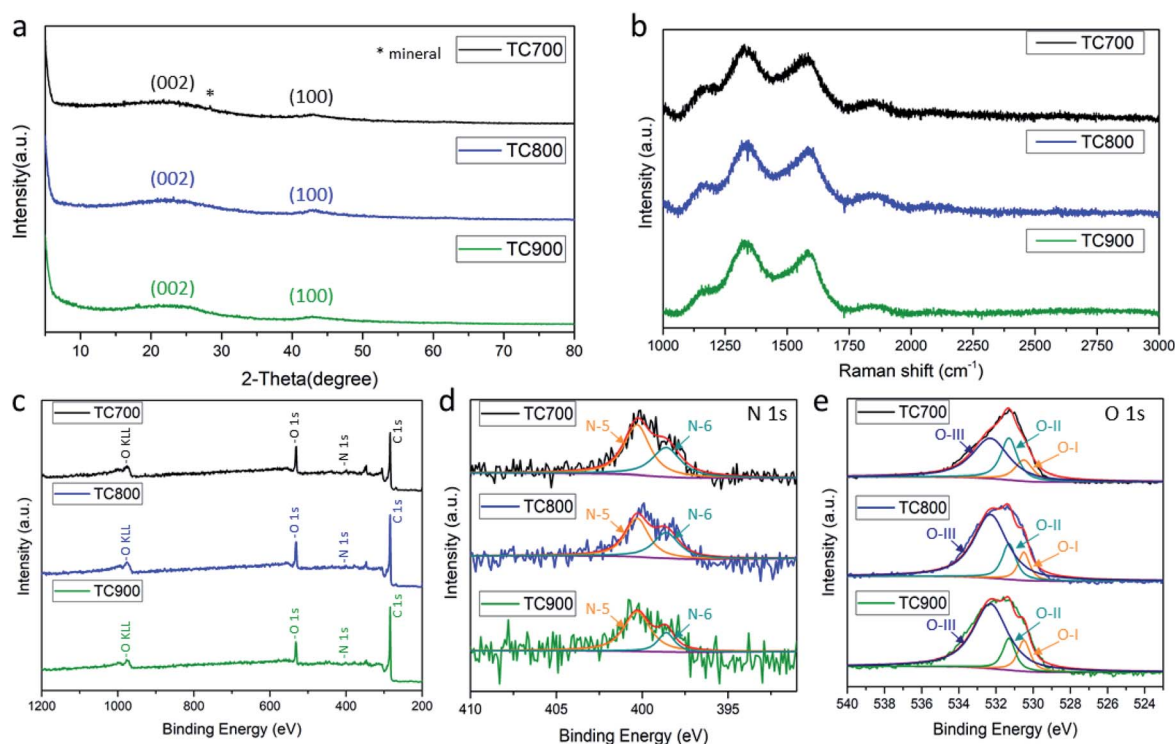 a
* mineral
TC700
(002)
*
(100)
TC800
(002)
(100)
TC900
(002)
(100)
Intensity(a.u.)
10 20 30 40 50 60 70 80
2-Theta(degree)
b
TC700
TC800
TC900
Intensity (a.u.)
1000 1250 1500 1750 2000 2250 2500 2750 3000
Raman shift (cm⁻¹)
c
TC700
O KLL
O 1s
N 1s
C 1s
TC800
O KLL
O 1s
N 1s
C 1s
TC900
O KLL
O 1s
N 1s
C 1s
Intensity (a.u.)
1200 1000 800 600 400 200
Binding Energy (eV)
d
TC700
N 1s
N-5
N-6
TC800
N-5
N-6
TC900
N-5
N-6
Intensity (a.u.)
410 405 400 395
Binding Energy (eV)
e
TC700
O 1s
O-III
O-II
O-I
TC800
O-III
O-II
O-I
TC900
O-III
O-II
O-I
Intensity (a.u.)
540 538 536 534 532 530 528 526 524
Binding Energy (eV)